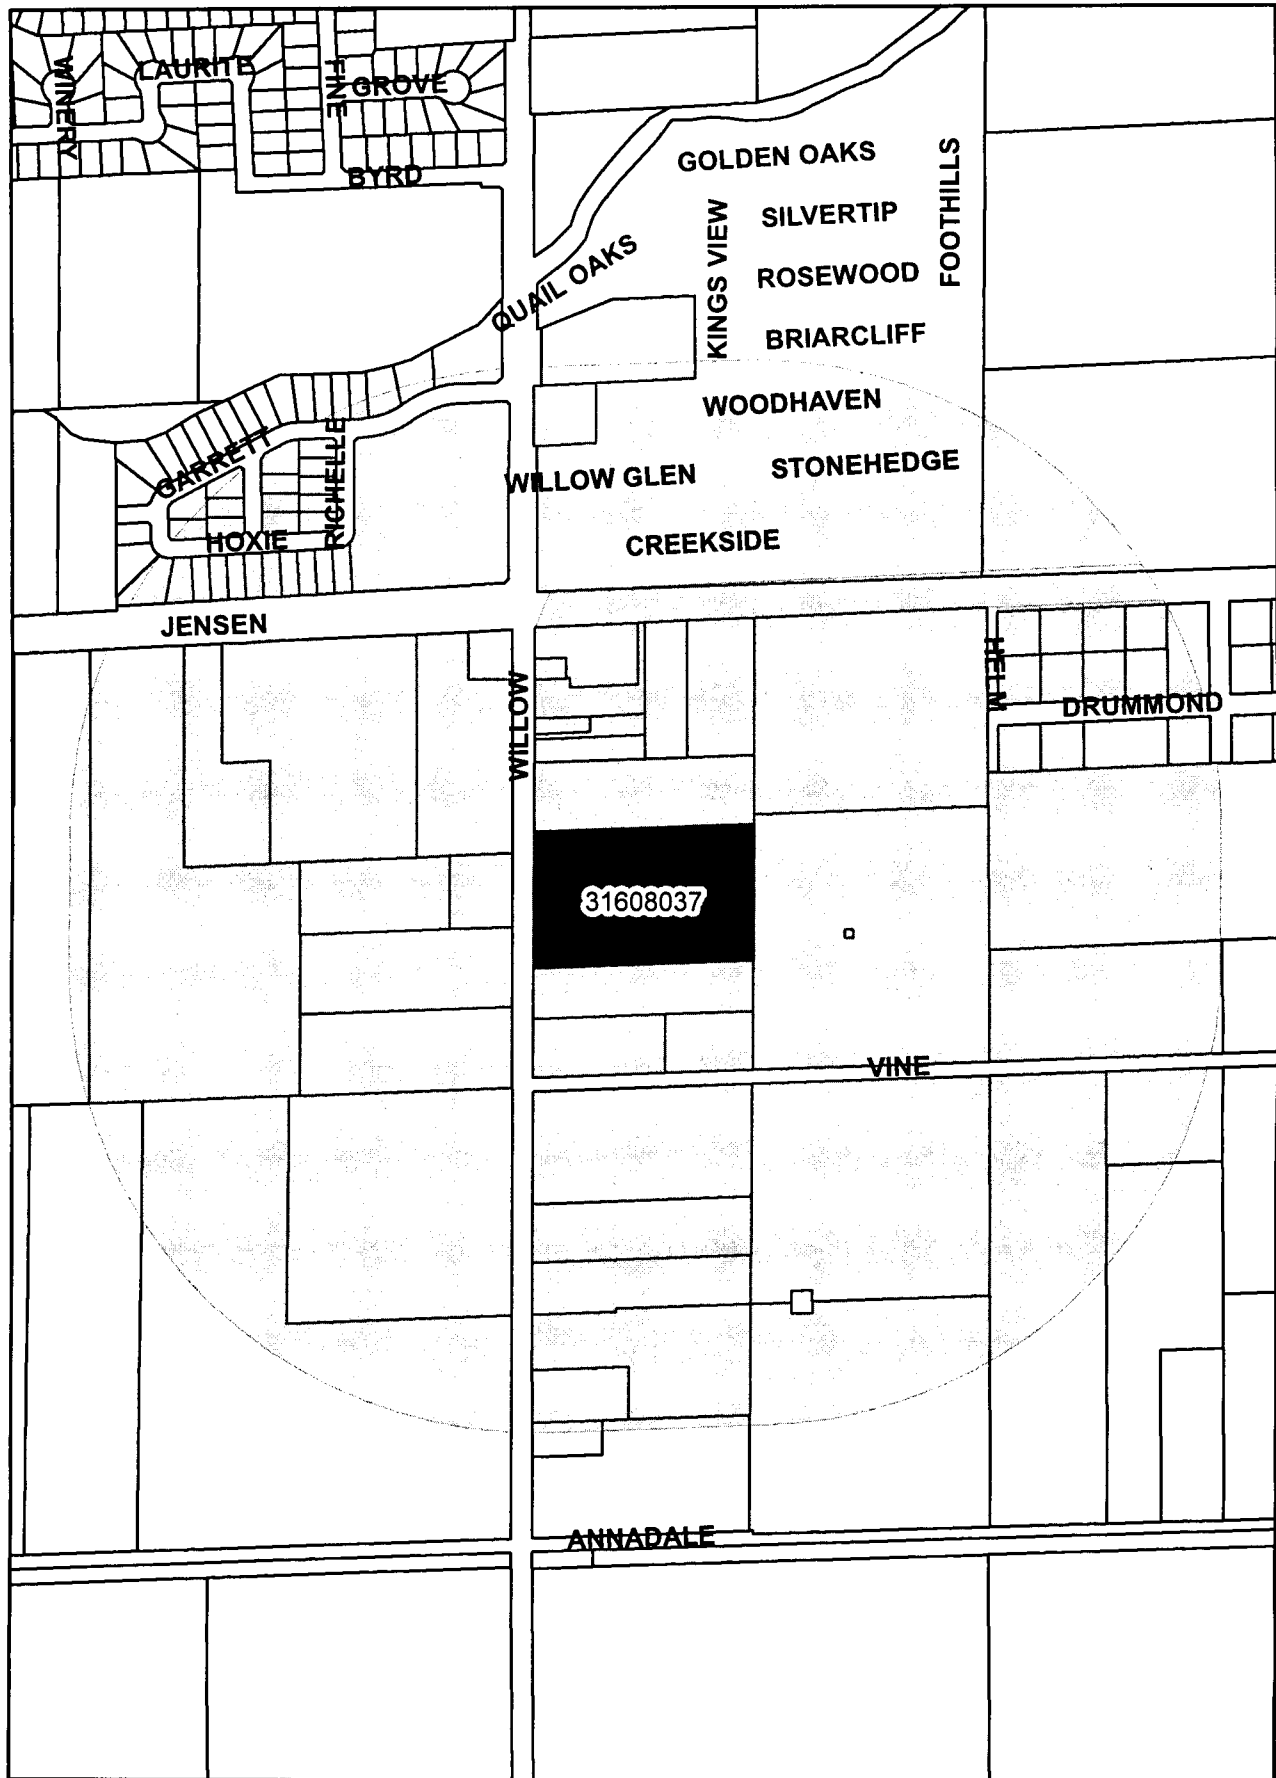 WINERY
LAURITE
FINE
GROVE
BYRD
GOLDEN OAKS
FOOTHILLS
KINGS VIEW
SILVERTIP
QUAIL OAKS
ROSEWOOD
BRIARCLIFF
WOODHAVEN
GARRETT
RICHELLE
WILLOW GLEN
STONEHEDGE
HOXIE
CREEKSIDE
JENSEN
WILLOW
HELM
DRUMMOND
31608037
VINE
ANNADALE